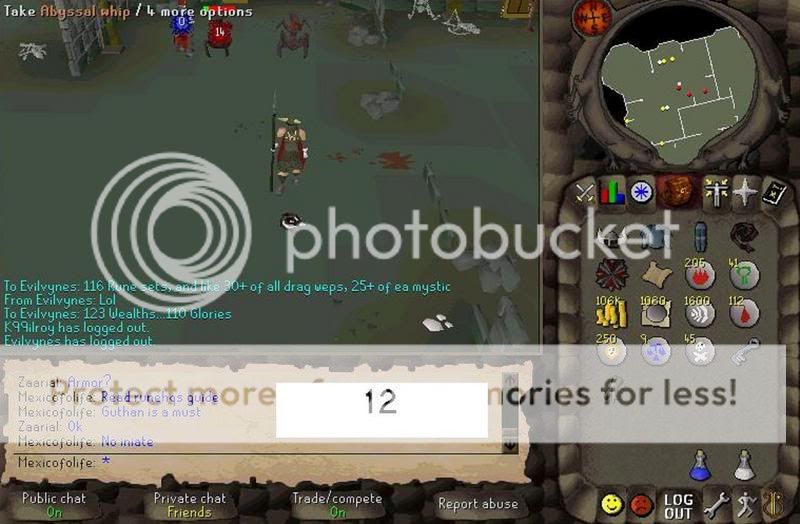 Take Abyssal whip / 4 more options
0
14
photobucket
To Evilvynes: 116 Rune sets, and like 30+ of all drag weps, 25+ of ea mystic
From Evilvynes: Lol
To Evilvynes: 123 Wealths...110 Glories
K99ilroy has logged out.
Evilvynes has logged out.
205
41
106K
1060
1600
112
250
9
45
Zaarial: Armor?
Mexicofolife: Read runehqs guide
Mexicofolife: Guthan is a must
Zaarial: Ok
Mexicofolife: No iniate
Mexicofolife: *
Protect more of your memories for less!
12
Public chat
On
Private chat
Friends
Trade/compete
On
Report abuse
LOG
OUT